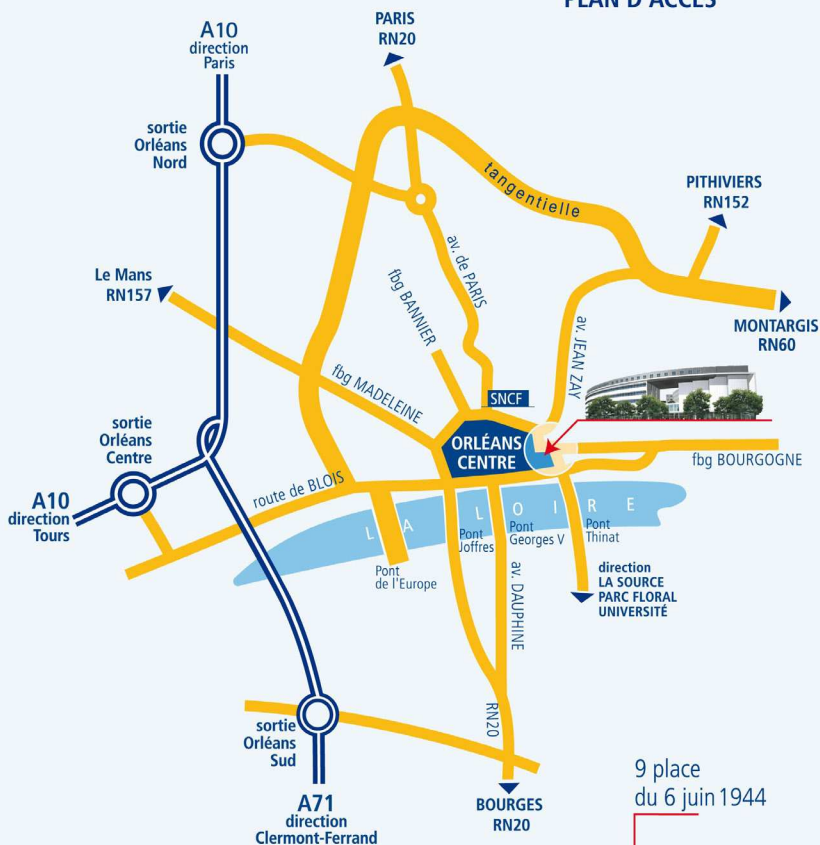 PLAN D'ACCÈS
PARIS
RN20
A10
direction
Paris
sortie
Orléans
Nord
tangentielle
PITHIVIERS
RN152
Le Mans
RN157
av. de PARIS
fbg BANNIER
MONTARGIS
RN60
av. JEAN ZAY
fbg MADELEINE
SNCF
sortie
Orléans
Centre
ORLÉANS
CENTRE
fbg BOURGOGNE
A10
direction
Tours
route de BLOIS
LA LOIRE
Pont
Joffres
Pont
Georges V
Pont
Thinat
Pont
de l'Europe
av. DAUPHINE
direction
LA SOURCE
PARC FLORAL
UNIVERSITÉ
RN20
sortie
Orléans
Sud
A71
direction
Clermont-Ferrand
BOURGES
RN20
9 place
du 6 juin 1944